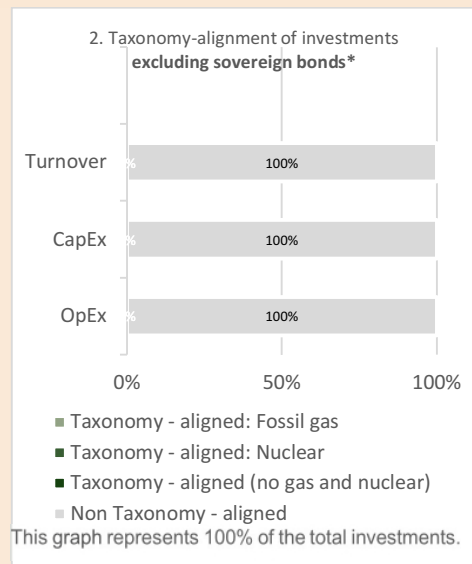 2. Taxonomy-alignment of investments
excluding sovereign bonds*
Turnover
%
100%
CapEx
%
100%
OpEx
%
100%
0%
50%
100%
Taxonomy - aligned: Fossil gas
Taxonomy - aligned: Nuclear
Taxonomy - aligned (no gas and nuclear)
Non Taxonomy - aligned
This graph represents 100% of the total investments.